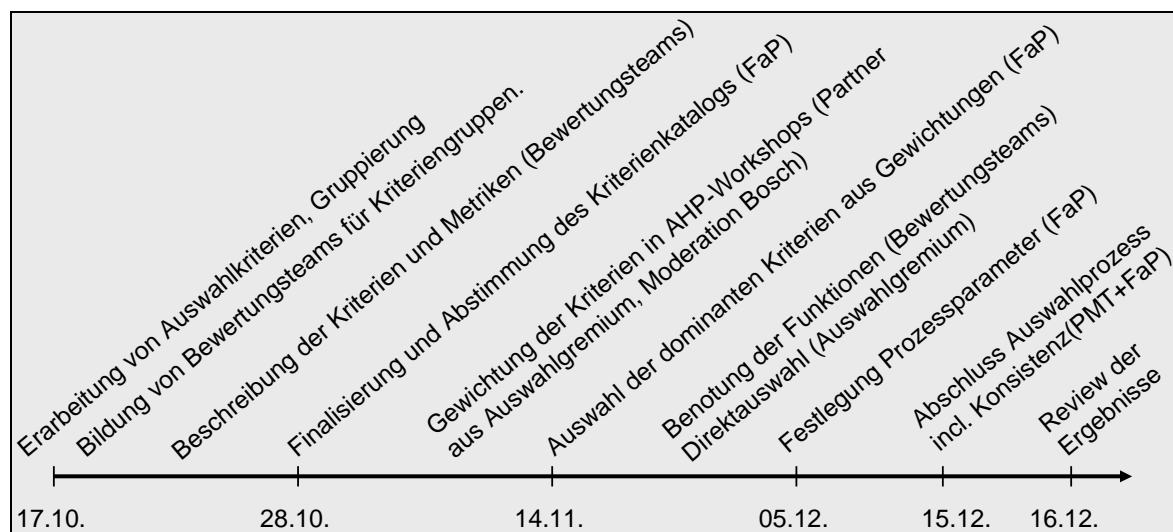 Erarbeitung von Auswahlkriterien, Gruppierung
Bildung von Bewertungsteams für Kriteriengruppen.
Beschreibung der Kriterien und Metriken (Bewertungsteams)
Finalisierung und Abstimmung des Kriterienkatalogs (FaP)
Gewichtung der Kriterien in AHP-Workshops (Partner
aus Auswahlgremium, Moderation Bosch)
Auswahl der dominanten Kriterien aus Gewichtungen (FaP)
Benotung der Funktionen (Bewertungsteams)
Direktauswahl (Auswahlgremium)
Festlegung Prozessparameter (FaP)
Abschluss Auswahlprozess
incl. Konsistenz(PMT+FaP)
Review der
Ergebnisse
17.10.
28.10.
14.11.
05.12.
15.12.
16.12.